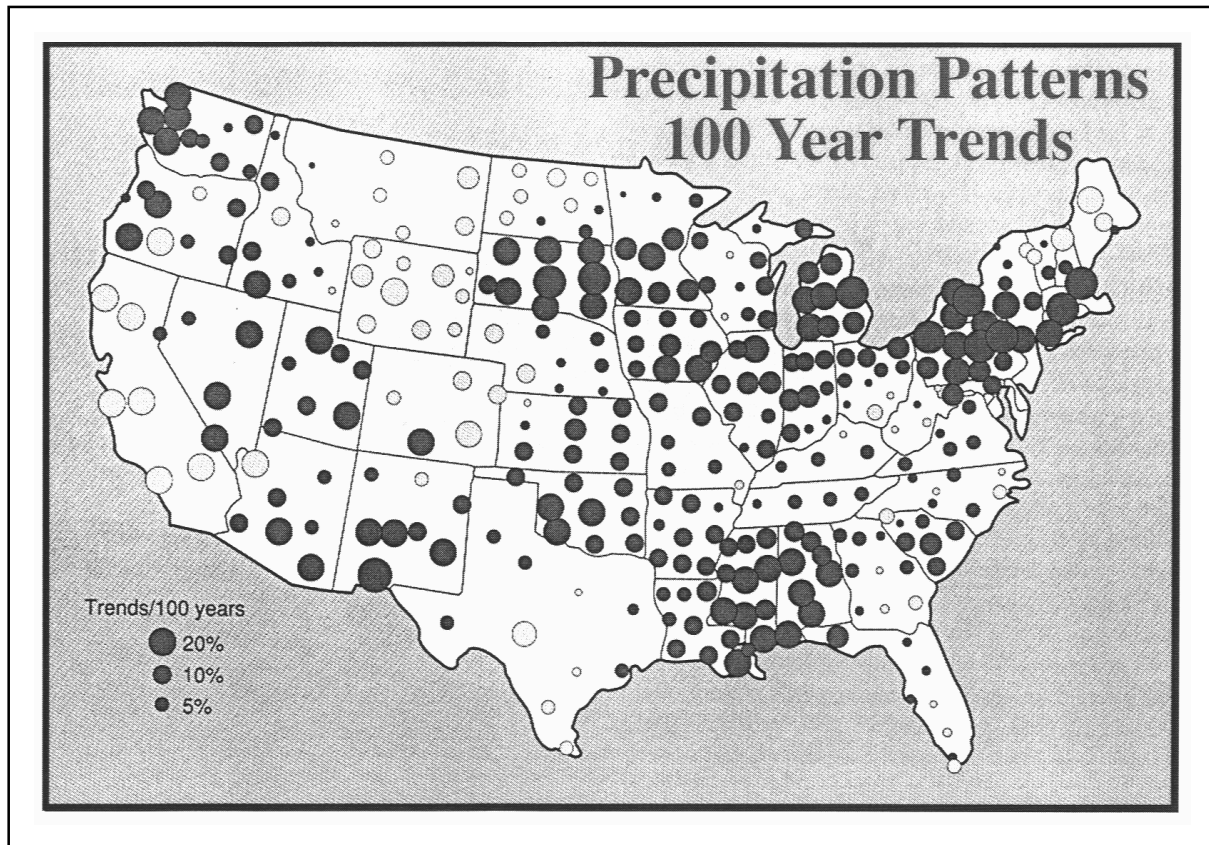 Precipitation Patterns
100 Year Trends
Trends/100 years
20%
10%
5%